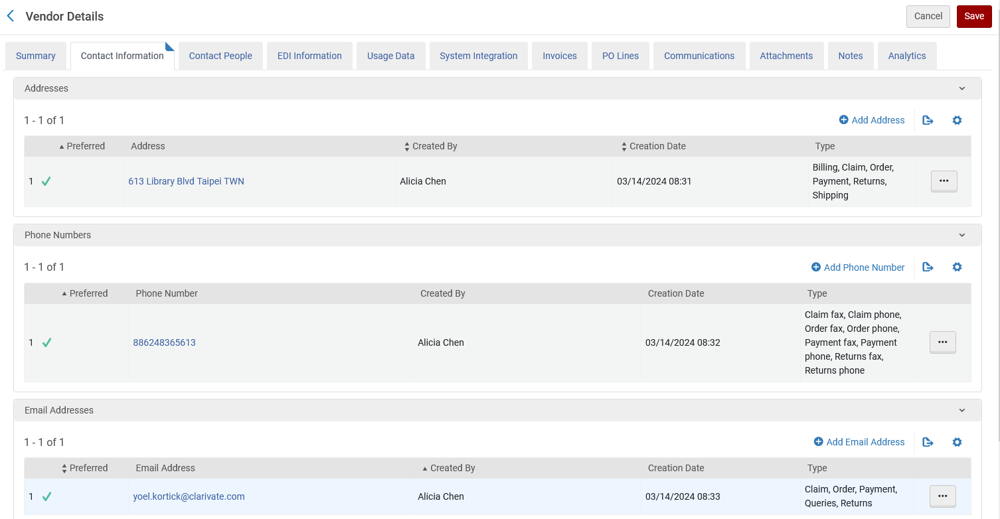 Vendor Details
Cancel
Save
Summary
Contact Information
Contact People
EDI Information
Usage Data
System Integration
Invoices
PO Lines
Communications
Attachments
Notes
Analytics
Addresses
1 - 1 of 1
Add Address
Preferred
Address
Created By
Creation Date
Type
1
613 Library Blvd Taipei TWN
Alicia Chen
03/14/2024 08:31
Billing, Claim, Order,
Payment, Returns,
Shipping
Phone Numbers
1 - 1 of 1
Add Phone Number
Preferred
Phone Number
Created By
Creation Date
Type
1
886248365613
Alicia Chen
03/14/2024 08:32
Claim fax, Claim phone,
Order fax, Order phone,
Payment fax, Payment
phone, Returns fax,
Returns phone
Email Addresses
1 - 1 of 1
Add Email Address
Preferred
Email Address
Created By
Creation Date
Type
1
yoel.kortick@clarivate.com
Alicia Chen
03/14/2024 08:33
Claim, Order, Payment,
Queries, Returns